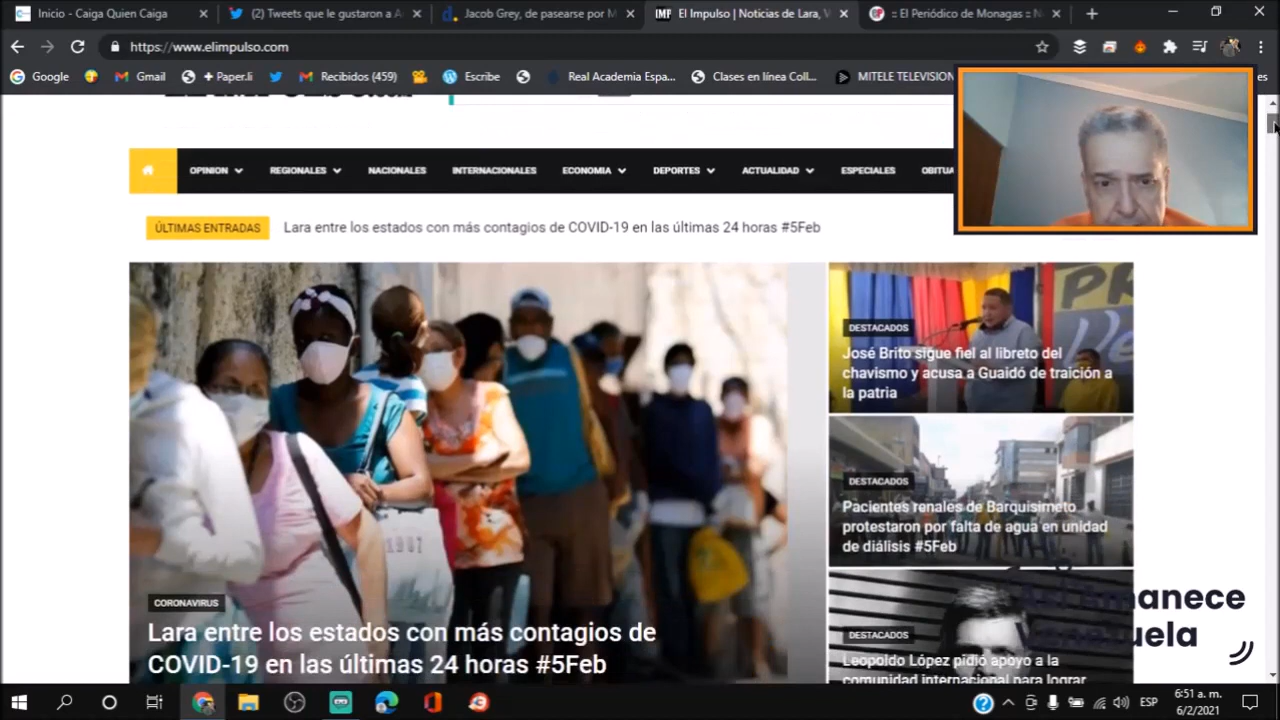 Inicio - Caiga Quien Caiga
(2) Tweets que le gustaron a A
Jacob Grey, de pasearse por M
El Impulso | Noticias de Lara, V
:: El Periódico de Monagas :: N
https://www.elimpulso.com
Google
Gmail
+ Paper.li
Recibidos (459)
Escribe
Real Academia Espa...
Clases en línea Coll...
MITELE TELEVISION
es
OPINION
REGIONALES
NACIONALES
INTERNACIONALES
ECONOMIA
DEPORTES
ACTUALIDAD
ESPECIALES
OBITUA
ÚLTIMAS ENTRADAS
Lara entre los estados con más contagios de COVID-19 en las últimas 24 horas #5Feb
DESTACADOS
José Brito sigue fiel al libreto del
chavismo y acusa a Guaidó de traición a
la patria
DESTACADOS
Pacientes renales de Barquisimeto
protestaron por falta de agua en unidad
de diálisis #5Feb
CORONAVIRUS
Lara entre los estados con más contagios de
COVID-19 en las últimas 24 horas #5Feb
DESTACADOS
Leopoldo López pidió apoyo a la
comunidad internacional para lograr
Así Amanece
Venezuela
ESP
6:51 a. m.
6/2/2021